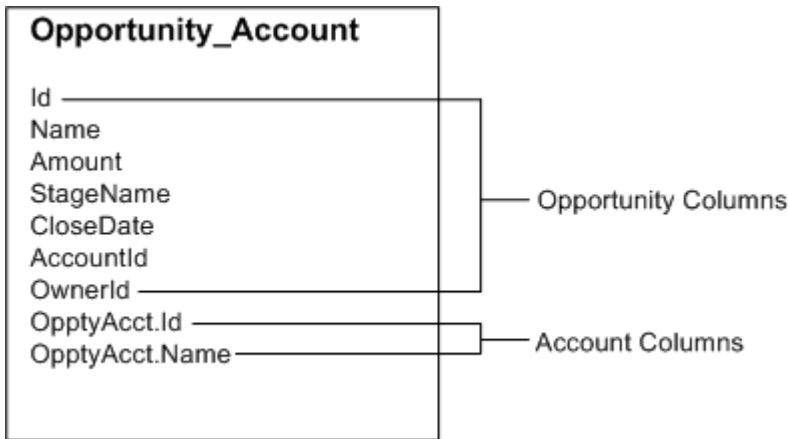 Opportunity_Account
Id
Name
Amount
StageName
CloseDate
AccountId
OwnerId
OpptyAcct.Id
OpptyAcct.Name
Opportunity Columns
Account Columns